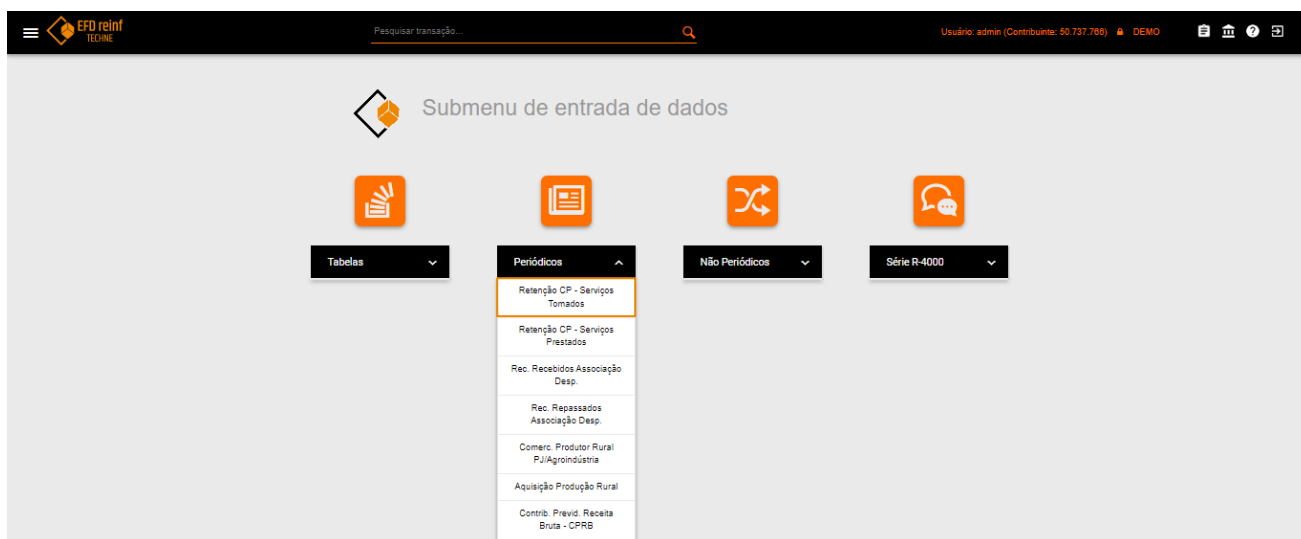 EFD reinf
TECHNE
Pesquisar transação...
Usuário: admin (Contribuinte: 50.737.766)
DEMO
Submenu de entrada de dados
Tabelas
Periódicos
Não Periódicos
Série R-4000
Retenção CP - Serviços
Tomados
Retenção CP - Serviços
Prestados
Rec. Recebidos Associação
Desp.
Rec. Repassados
Associação Desp.
Comerc. Produtor Rural
PJ/Agroindústria
Aquisição Produção Rural
Contrib. Previd. Receita
Bruta - CPRB